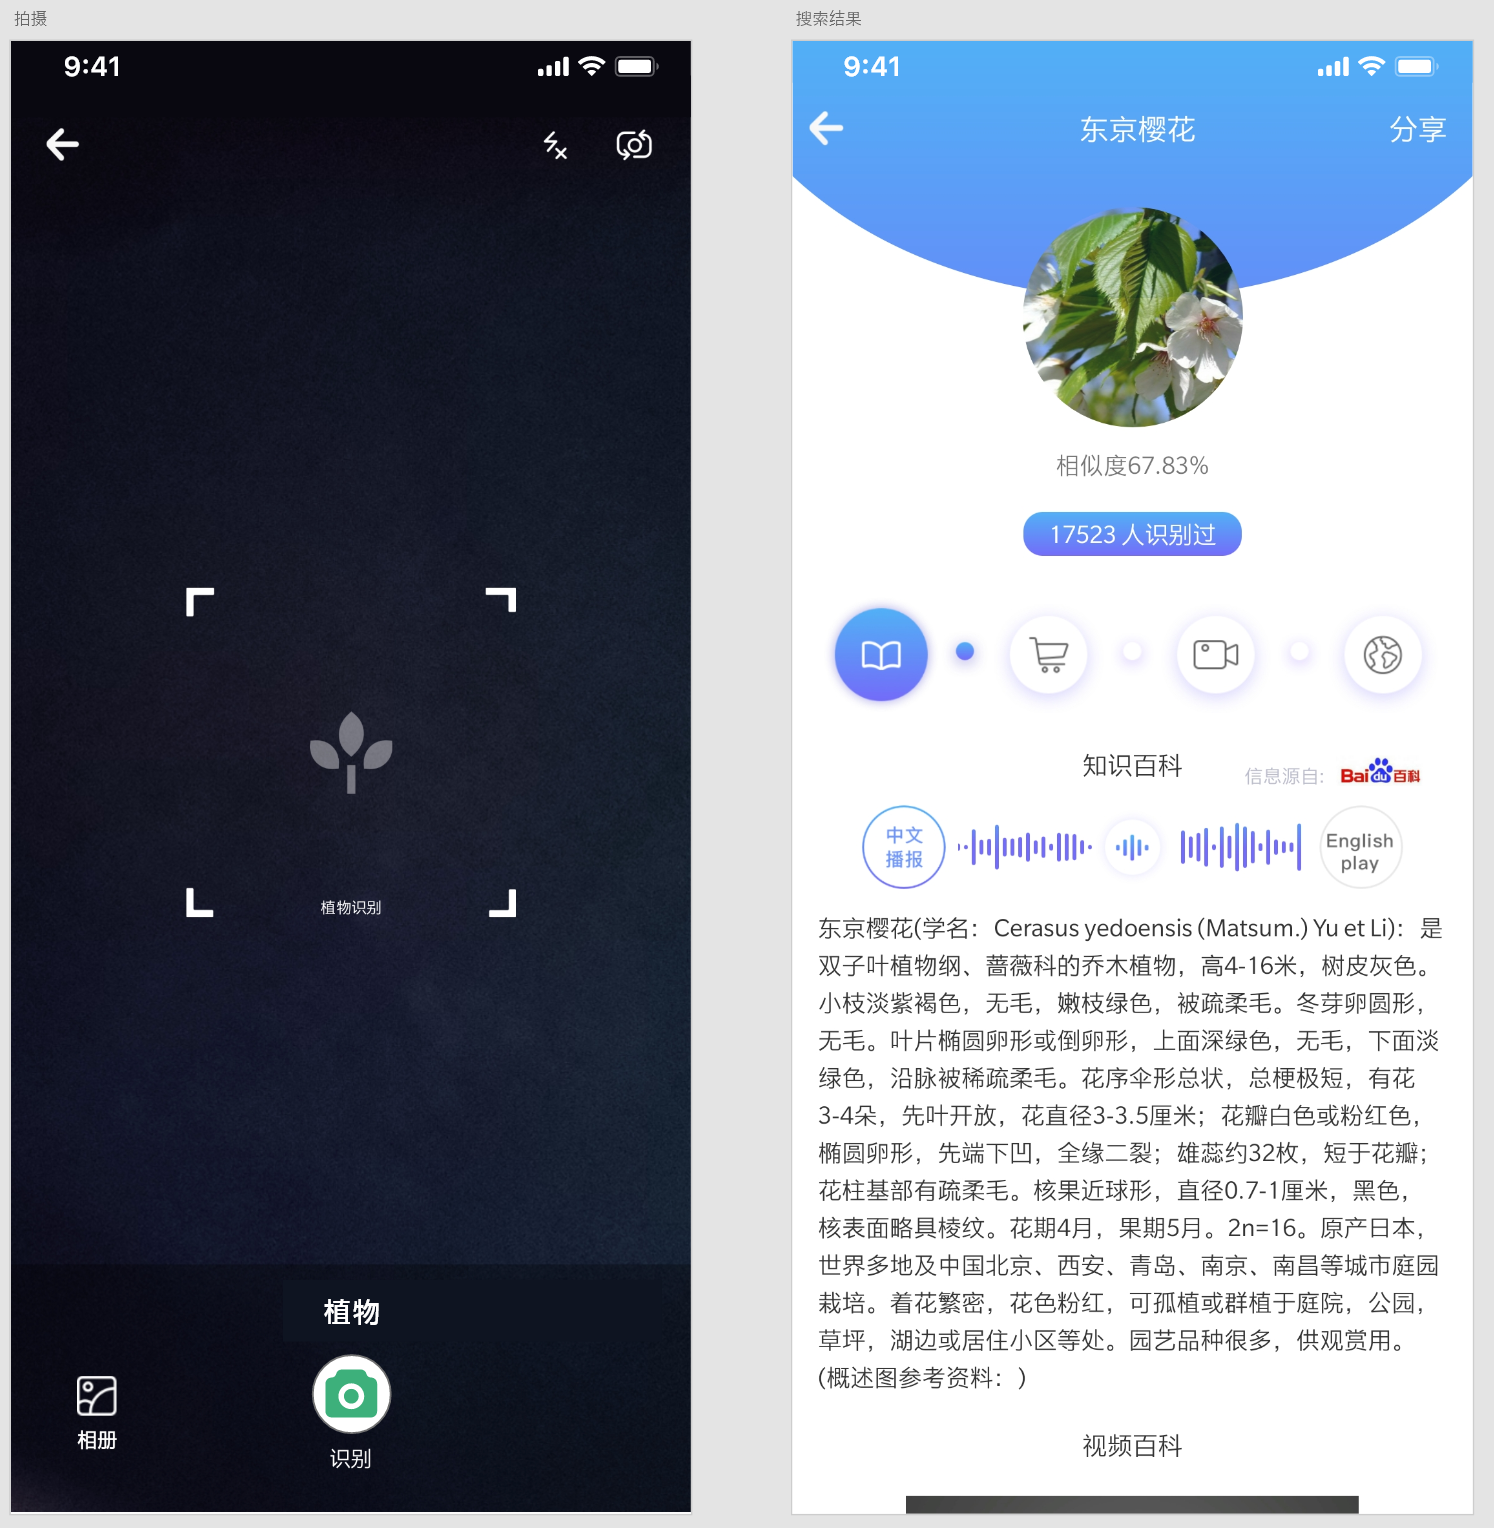 拍摄
9:41
植物识别
植物
相册
识别
搜索结果
9:41
东京樱花
分享
相似度67.83%
17523 人识别过
知识百科
信息源自:
Bai du 百科
中文
播报
English
play
东京樱花(学名：Cerasus yedoensis (Matsum.) Yu et Li)：是
双子叶植物纲、蔷薇科的乔木植物，高4-16米，树皮灰色。
小枝淡紫褐色，无毛，嫩枝绿色，被疏柔毛。冬芽卵圆形，
无毛。叶片椭圆卵形或倒卵形，上面深绿色，无毛，下面淡
绿色，沿脉被稀疏柔毛。花序伞形总状，总梗极短，有花
3-4朵，先叶开放，花直径3-3.5厘米；花瓣白色或粉红色，
椭圆卵形，先端下凹，全缘二裂；雄蕊约32枚，短于花瓣；
花柱基部有疏柔毛。核果近球形，直径0.7-1厘米，黑色，
核表面略具棱纹。花期4月，果期5月。2n=16。原产日本，
世界多地及中国北京、西安、青岛、南京、南昌等城市庭园
栽培。着花繁密，花色粉红，可孤植或群植于庭院，公园，
草坪，湖边或居住小区等处。园艺品种很多，供观赏用。
(概述图参考资料：)
视频百科